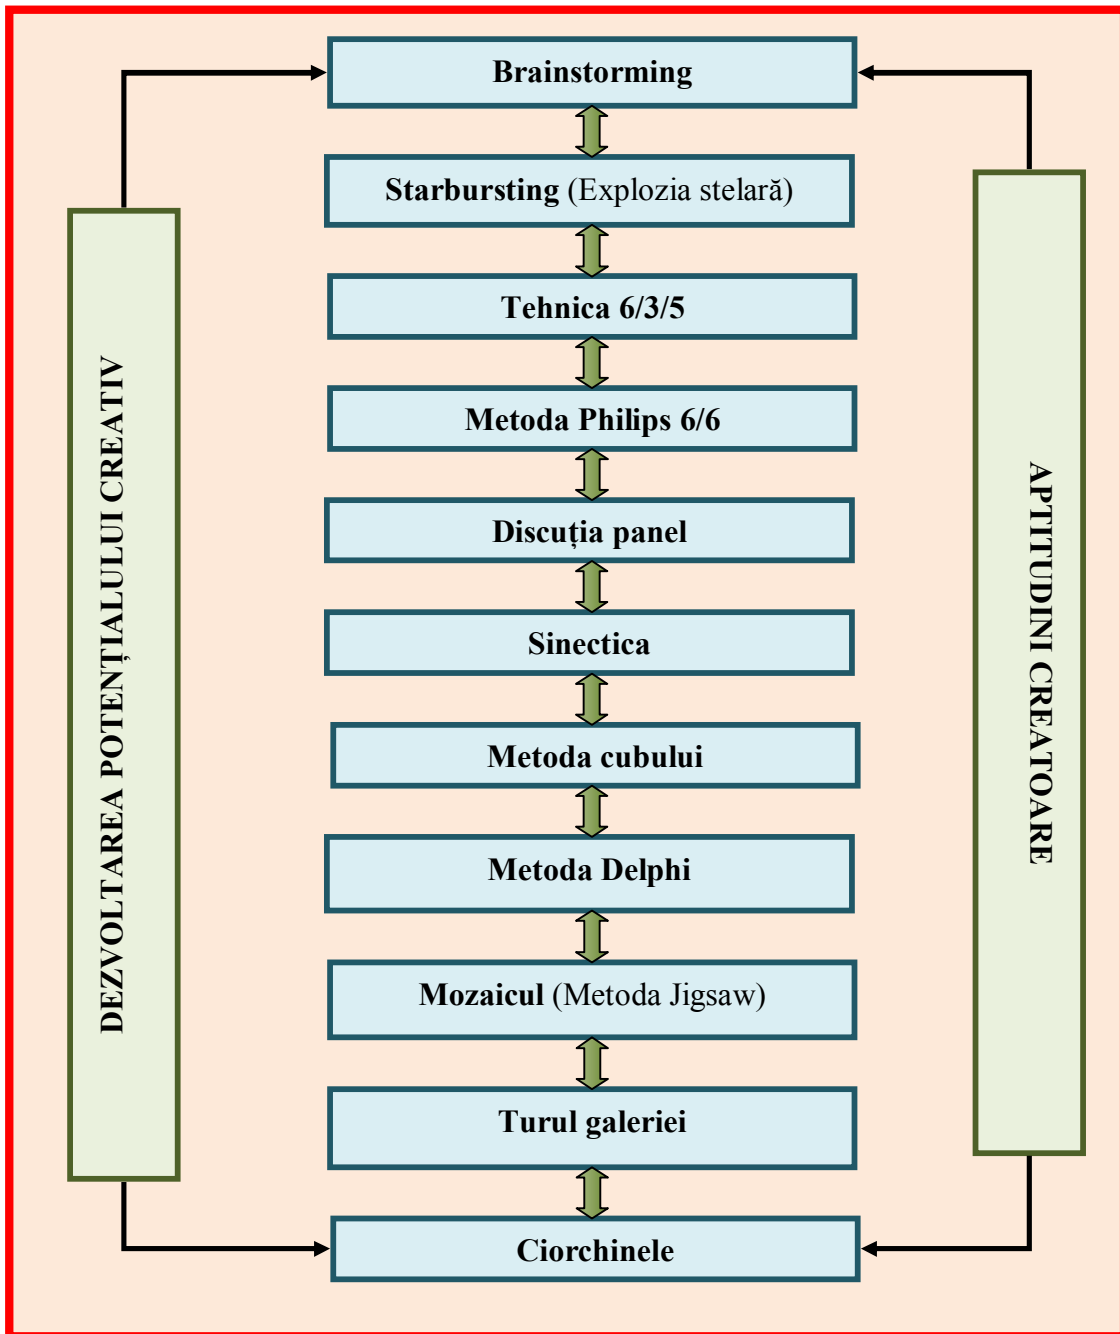 Brainstorming
Starbursting (Explozia stelară)
Tehnica 6/3/5
Metoda Philips 6/6
Discuția panel
Sinectica
Metoda cubului
Metoda Delphi
Mozaicul (Metoda Jigsaw)
Turul galeriei
Ciorchinele
DEZVOLTAREA POTENȚIALULUI CREATIV
APTITUDINI CREATOARE